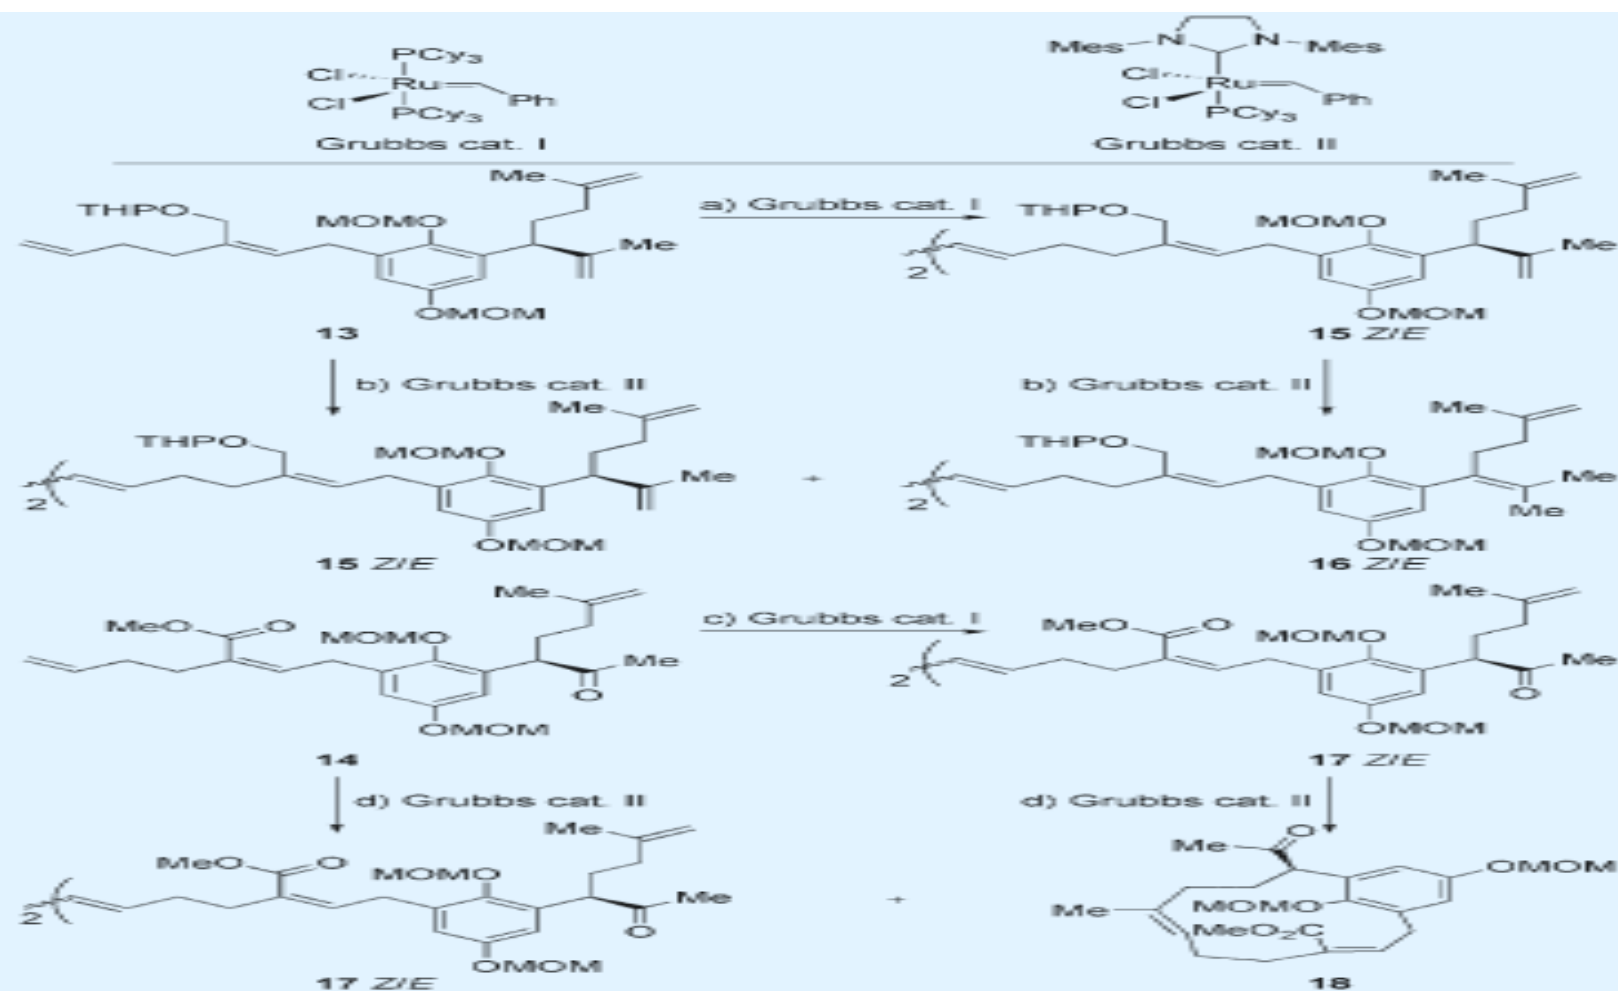 PCy₃
Cl
Ru
Cl
Ph
PCy₃
Grubbs cat. I
Mes N N Mes
Cl
Ru
Cl
Ph
PCy₃
Grubbs cat. II
Me
THPO
MOMO
Me
OMOM
13
a) Grubbs cat. I
Me
THPO
MOMO
Me
2
OMOM
15 Z/E
b) Grubbs cat. II
b) Grubbs cat. II
Me
THPO
MOMO
Me
2
OMOM
15 Z/E
+
Me
THPO
MOMO
Me
2
Me
OMOM
16 Z/E
Me
MeO
O
MOMO
Me
O
OMOM
14
c) Grubbs cat. I
Me
MeO
O
MOMO
Me
2
O
OMOM
17 Z/E
d) Grubbs cat. II
d) Grubbs cat. II
Me
MeO
O
MOMO
Me
2
O
OMOM
17 Z/E
+
O
Me
OMOM
Me
MOMO
MeO₂C
18